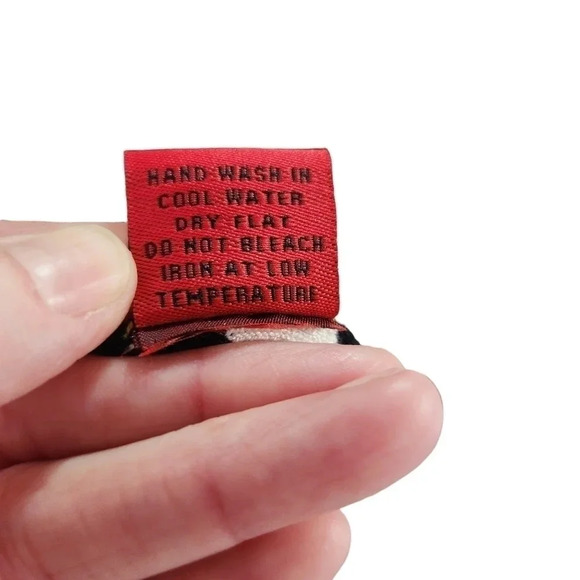 HAND WASH IN
COOL WATER
DRY FLAT
DO NOT BLEACH
IRON AT LOW
TEMPERATURE